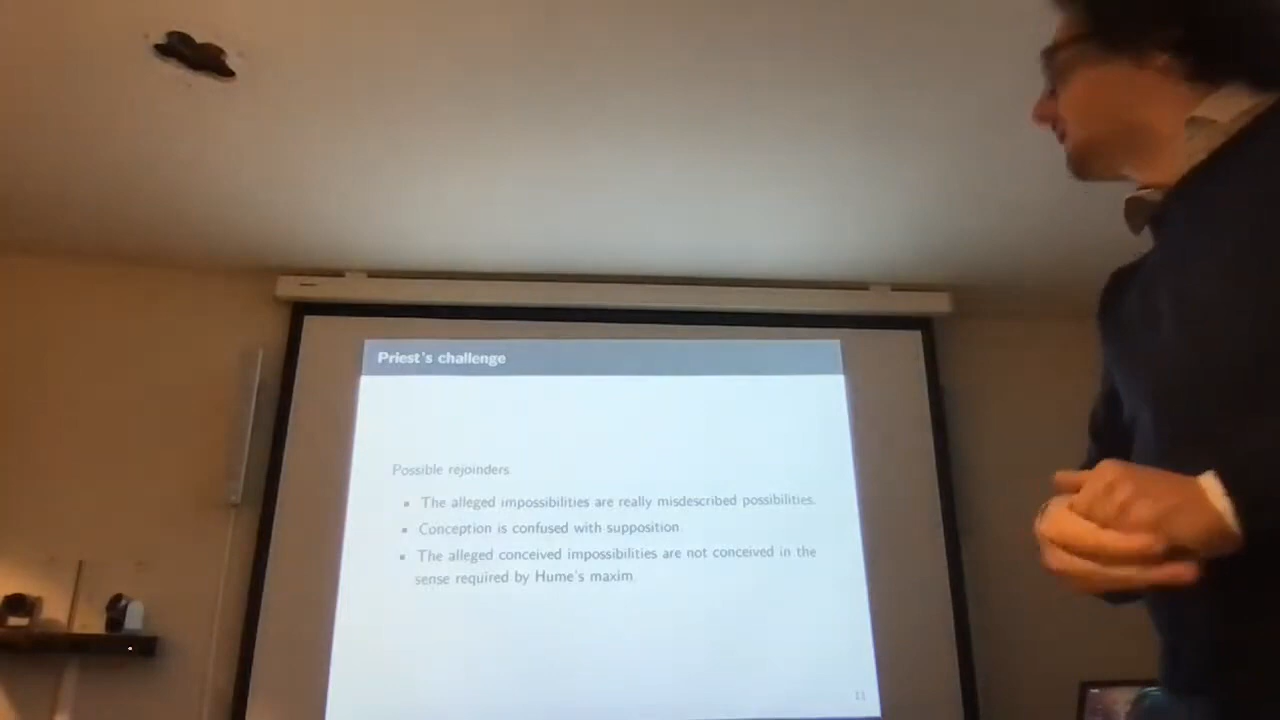 Priest's challenge
Possible rejoinders
The alleged impossibilities are really misdescribed possibilities.
Conception is confused with supposition.
The alleged conceived impossibilities are not conceived in the
sense required by Hume's maxim.
11